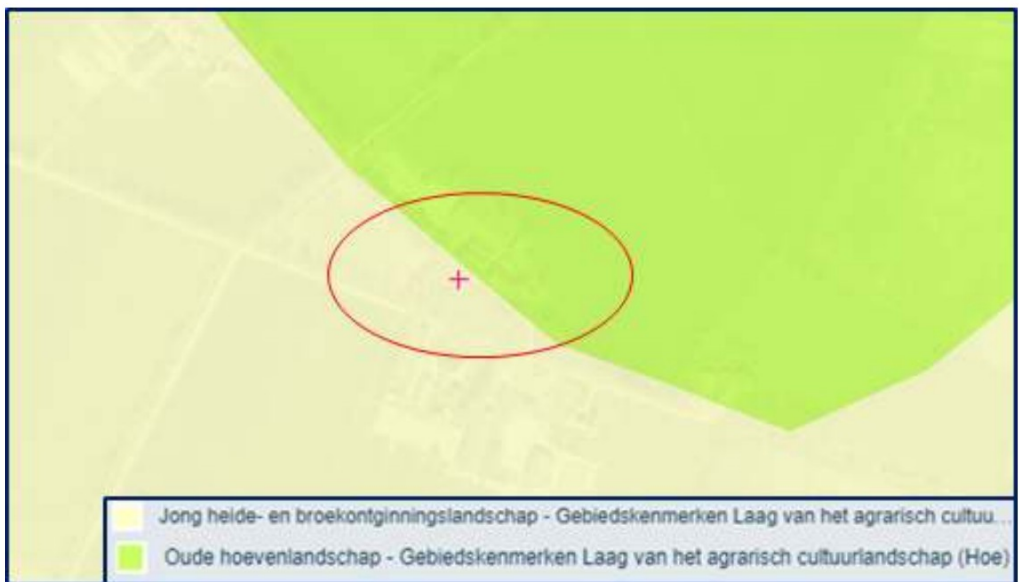 Jong heide- en broekontginningslandschap - Gebiedskenmerken Laag van het agrarisch cultuu...
Oude hoevenlandschap - Gebiedskenmerken Laag van het agrarisch cultuurlandschap (Hoe)